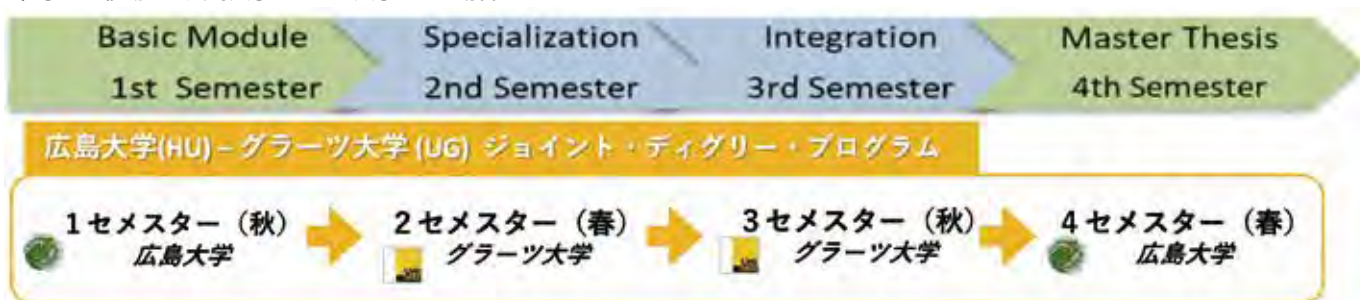 Basic Module Specialization Integration Master Thesis
1st Semester 2nd Semester 3rd Semester 4th Semester
広島大学(HU) – グラーツ大学 (UG) ジョイント・ディグリー・プログラム
1セメスター(秋) 2セメスター(春) 3セメスター(秋) 4セメスター(春)
広島大学 グラーツ大学 グラーツ大学 広島大学